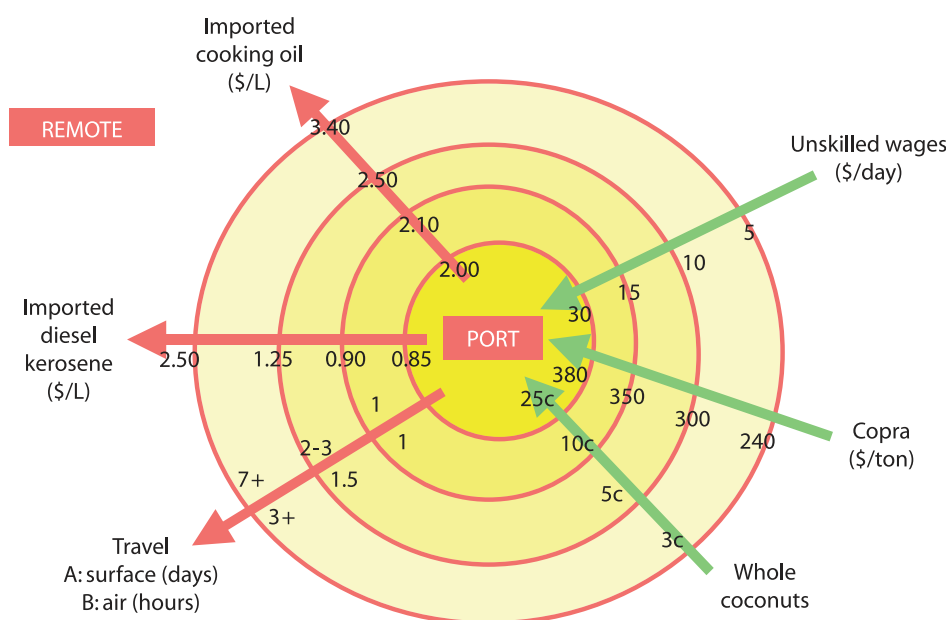 Imported
cooking oil
($/L)
REMOTE
3.40
2.50
2.10
2.00
Unskilled wages
($/day)
5
10
15
30
Imported
diesel
kerosene
($/L)
2.50
1.25
0.90
0.85
PORT
380
350
300
240
Copra
($/ton)
25c
10c
5c
3c
Whole
coconuts
1
1
2-3
1.5
7+
3+
Travel
A: surface (days)
B: air (hours)